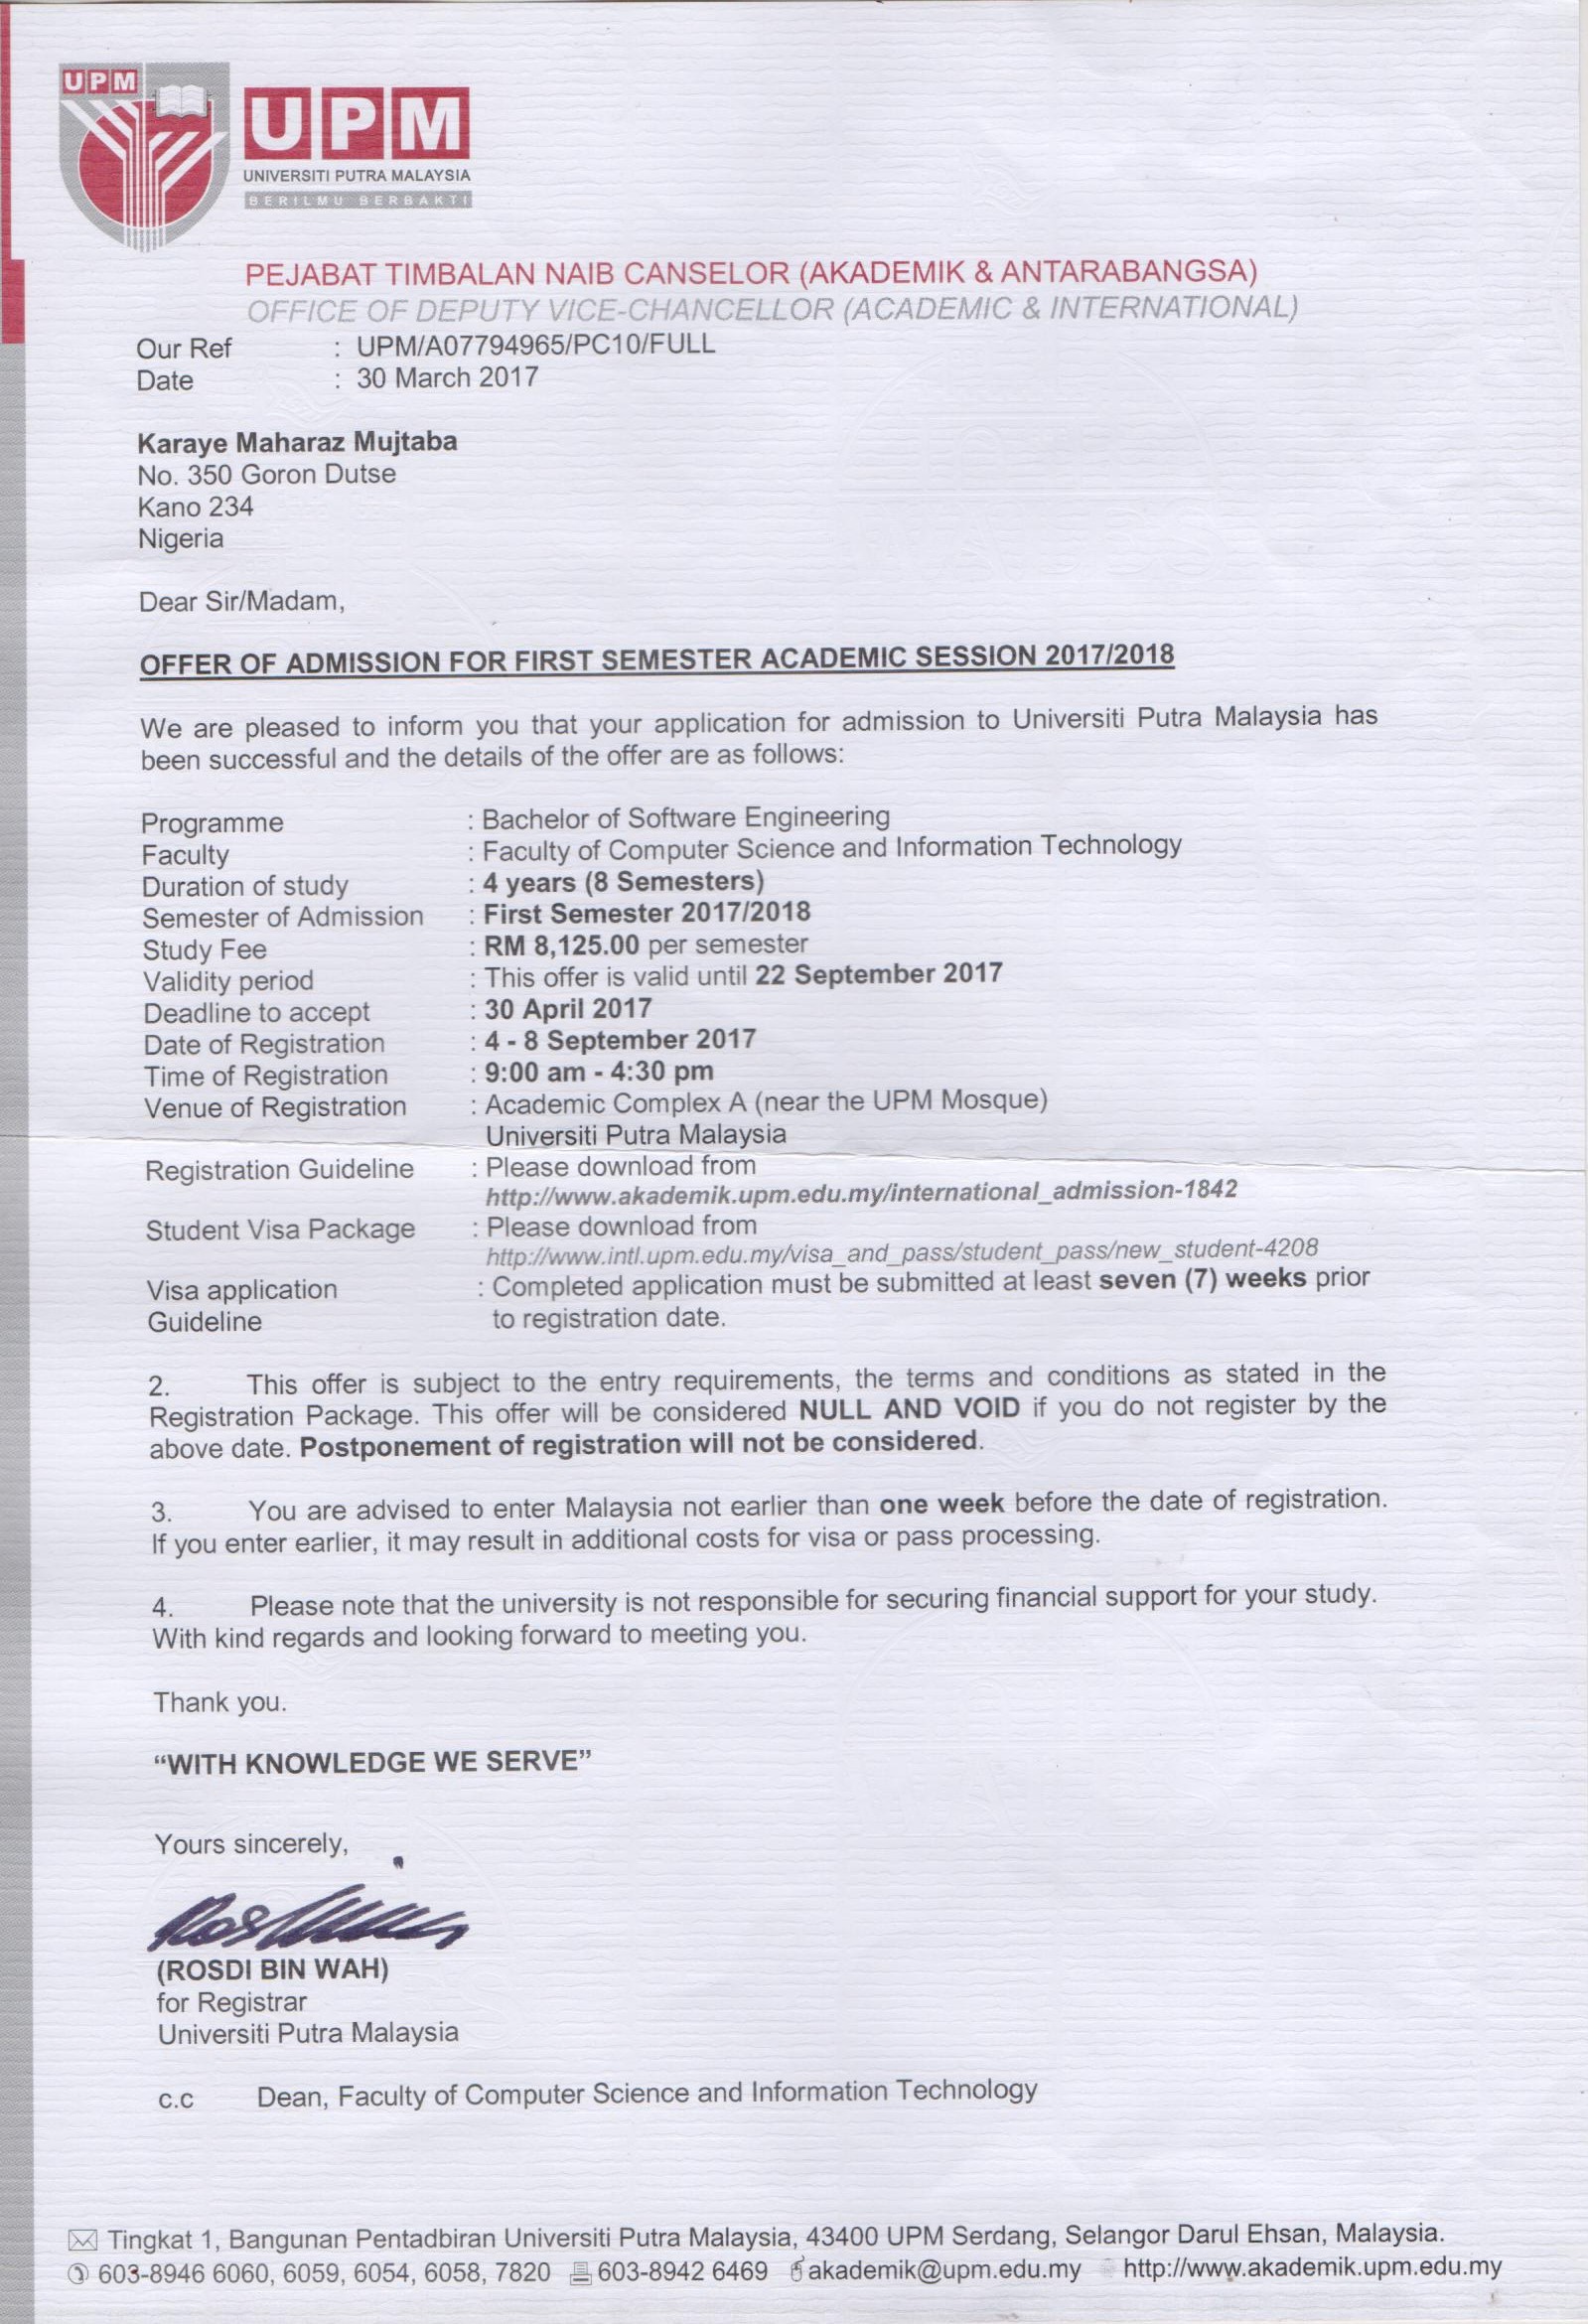 UPM
UPM
UNIVERSITI PUTRA MALAYSIA
BERILMU BERBAKTI
PEJABAT TIMBALAN NAIB CANSELOR (AKADEMIK & ANTARABANGSA)
OFFICE OF DEPUTY VICE-CHANCELLOR (ACADEMIC & INTERNATIONAL)
Our Ref : UPM/A07794965/PC10/FULL
Date : 30 March 2017
Karaye Maharaz Mujtaba
No. 350 Goron Dutse
Kano 234
Nigeria
Dear Sir/Madam,
OFFER OF ADMISSION FOR FIRST SEMESTER ACADEMIC SESSION 2017/2018
We are pleased to inform you that your application for admission to Universiti Putra Malaysia has
been successful and the details of the offer are as follows:
Programme : Bachelor of Software Engineering
Faculty : Faculty of Computer Science and Information Technology
Duration of study : 4 years (8 Semesters)
Semester of Admission : First Semester 2017/2018
Study Fee : RM 8,125.00 per semester
Validity period : This offer is valid until 22 September 2017
Deadline to accept : 30 April 2017
Date of Registration : 4 - 8 September 2017
Time of Registration : 9:00 am - 4:30 pm
Venue of Registration : Academic Complex A (near the UPM Mosque)
Universiti Putra Malaysia
Registration Guideline : Please download from
http://www.akademik.upm.edu.my/international_admission-1842
Student Visa Package : Please download from
http://www.intl.upm.edu.my/visa_and_pass/student_pass/new_student-4208
Visa application : Completed application must be submitted at least seven (7) weeks prior
Guideline to registration date.
2. This offer is subject to the entry requirements, the terms and conditions as stated in the
Registration Package. This offer will be considered NULL AND VOID if you do not register by the
above date. Postponement of registration will not be considered.
3. You are advised to enter Malaysia not earlier than one week before the date of registration.
If you enter earlier, it may result in additional costs for visa or pass processing.
4. Please note that the university is not responsible for securing financial support for your study.
With kind regards and looking forward to meeting you.
Thank you.
“WITH KNOWLEDGE WE SERVE”
Yours sincerely,
(ROSDI BIN WAH)
for Registrar
Universiti Putra Malaysia
c.c Dean, Faculty of Computer Science and Information Technology
Tingkat 1, Bangunan Pentadbiran Universiti Putra Malaysia, 43400 UPM Serdang, Selangor Darul Ehsan, Malaysia.
603-8946 6060, 6059, 6054, 6058, 7820 603-8942 6469 akademik@upm.edu.my http://www.akademik.upm.edu.my